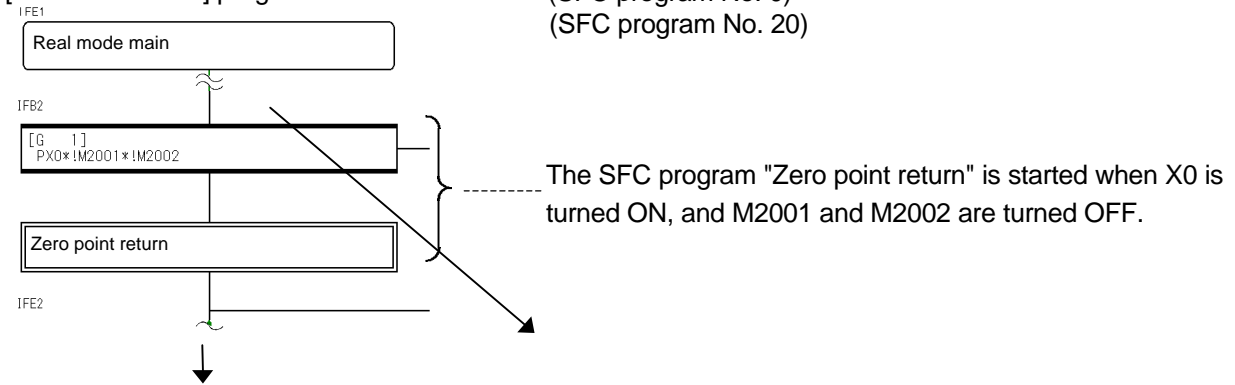 (SFC program No. 20)
IFE1
Real mode main
IFB2
[G 1]
PX0*!M2001*!M2002
The SFC program "Zero point return" is started when X0 is
turned ON, and M2001 and M2002 are turned OFF.
Zero point return
IFE2